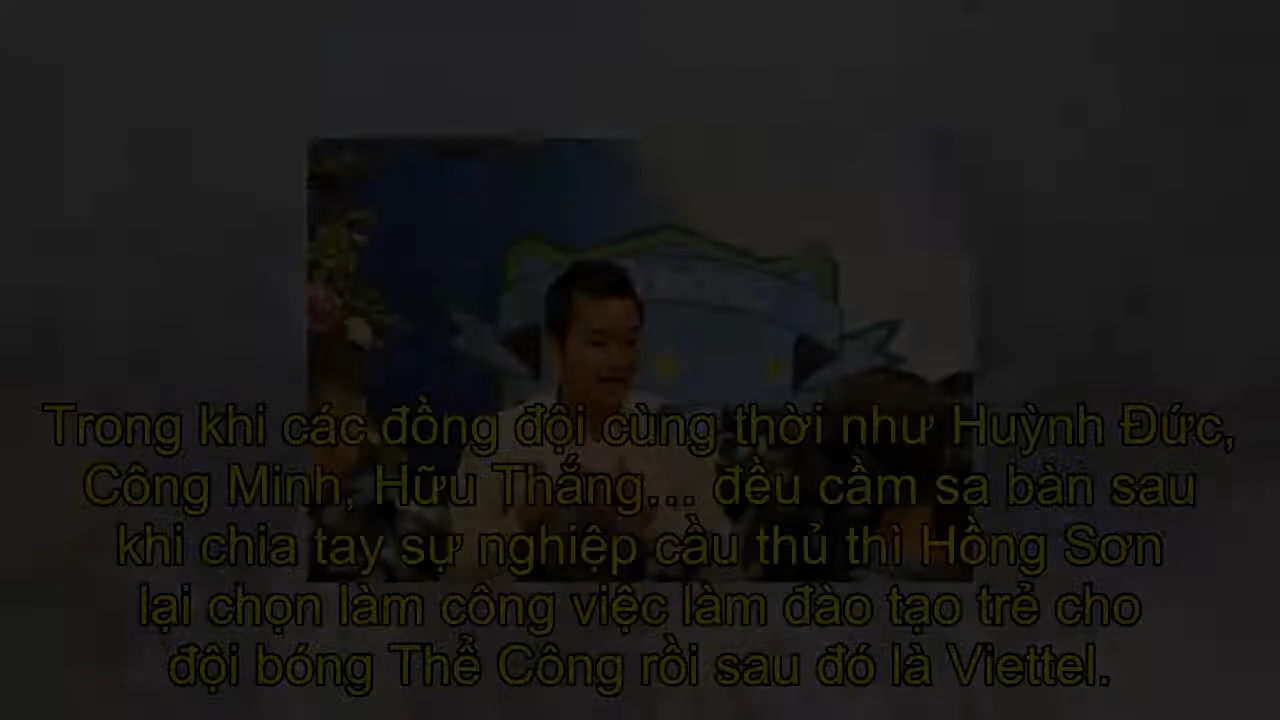 Trong khi các đồng đội cùng thời như Huỳnh Đức,
Công Minh, Hữu Thắng... đều cầm sa bàn sau
khi chia tay sự nghiệp cầu thủ thì Hồng Sơn
lại chọn làm công việc làm đào tạo trẻ cho
đội bóng Thể Công rồi sau đó là Viettel.